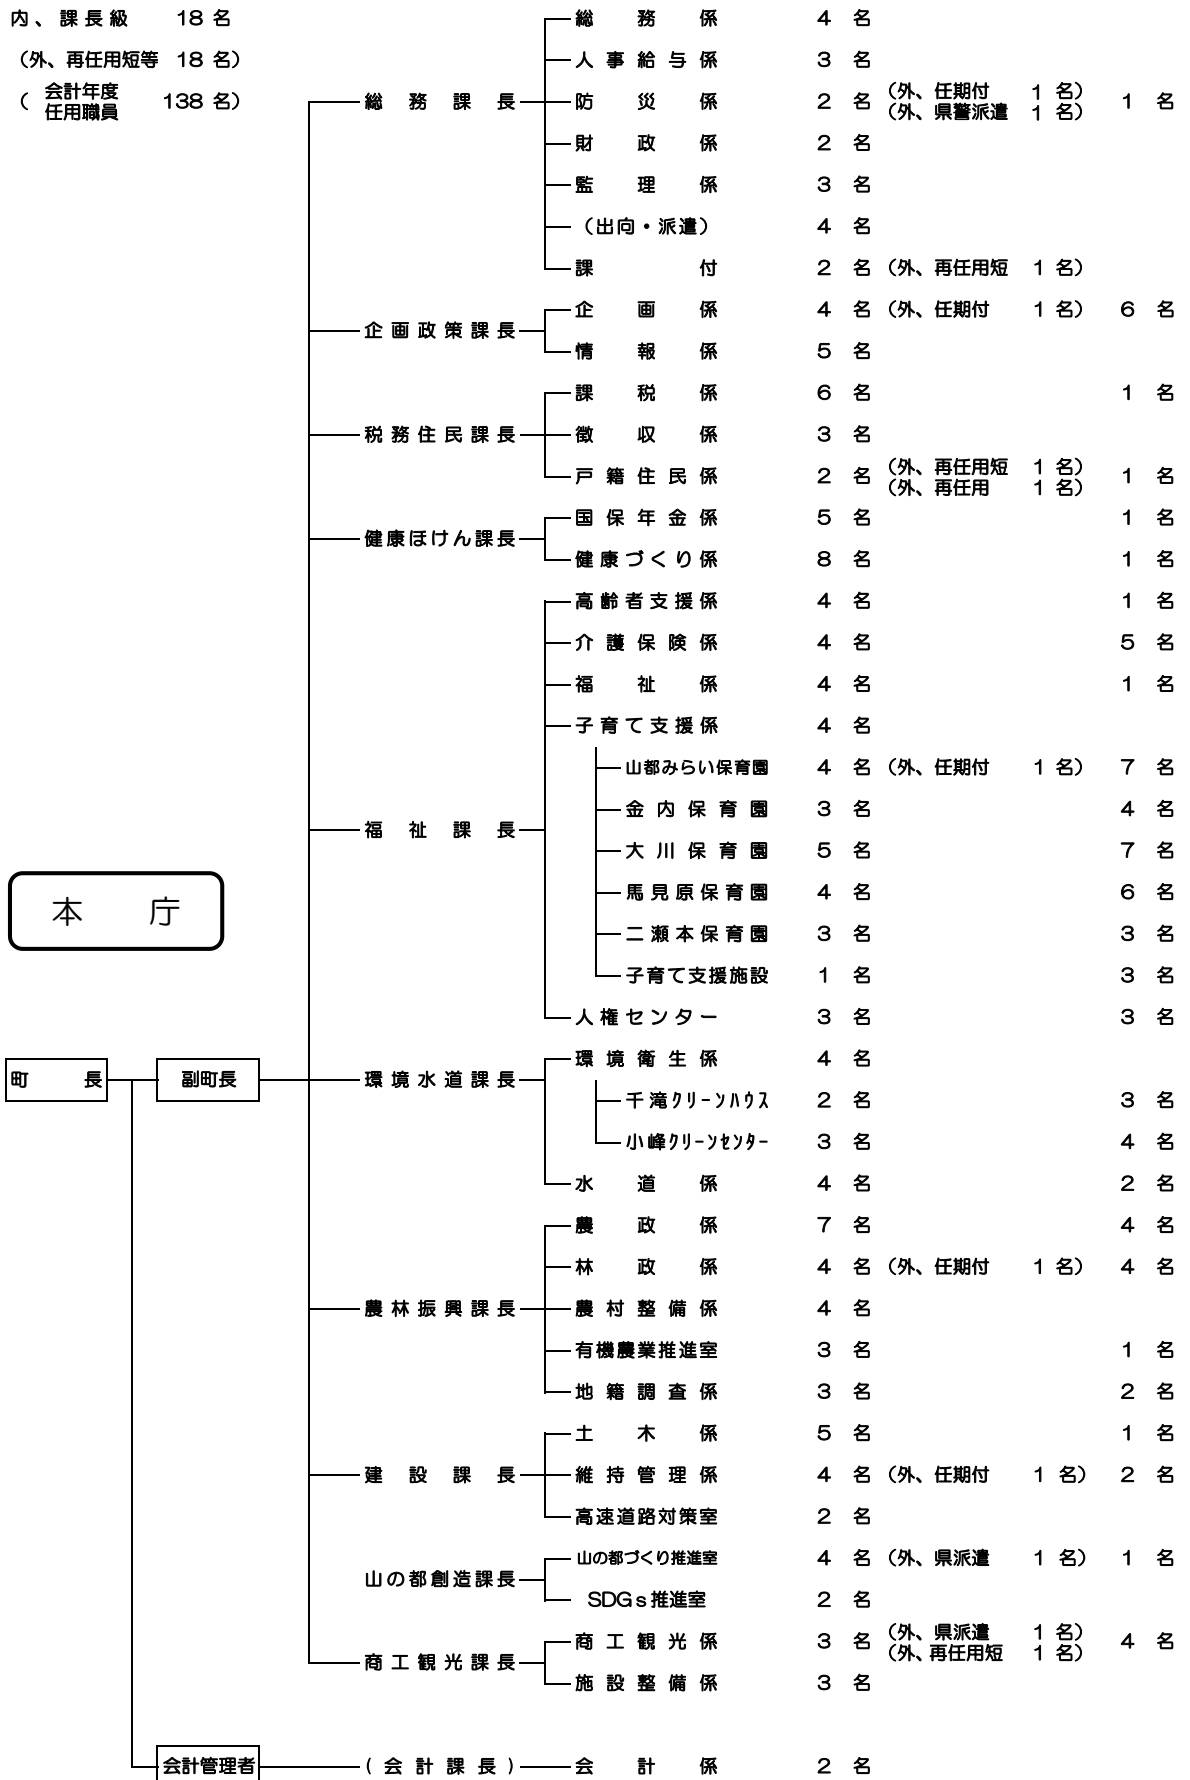 内、課長級 18 名 総務係 4 名
（外、再任用短等 18 名） 人事給与係 3 名
（会計年度任用職員 138 名） 総務課長 防災係 2 名 （外、任期付 1 名） （外、県警派遣 1 名） 1 名
財政係 2 名
監理係 3 名
（出向・派遣） 4 名
課付 2 名 （外、再任用短 1 名）
企画政策課長 企画係 4 名 （外、任期付 1 名） 6 名
情報係 5 名
課税係 6 名 1 名
税務住民課長 徴収係 3 名
戸籍住民係 2 名 （外、再任用短 1 名） （外、再任用 1 名） 1 名
健康ほけん課長 国保年金係 5 名 1 名
健康づくり係 8 名 1 名
高齢者支援係 4 名 1 名
介護保険係 4 名 5 名
福祉係 4 名 1 名
子育て支援係 4 名
山都みらい保育園 4 名 （外、任期付 1 名） 7 名
金内保育園 3 名 4 名
福祉課長 大川保育園 5 名 7 名
馬見原保育園 4 名 6 名
本庁
二瀬本保育園 3 名 3 名
子育て支援施設 1 名 3 名
人権センター 3 名 3 名
環境衛生係 4 名
町長 副町長 環境水道課長
千滝クリーンハウス 2 名 3 名
小峰クリーンセンター 3 名 4 名
水道係 4 名 2 名
農政係 7 名 4 名
林政係 4 名 （外、任期付 1 名） 4 名
農林振興課長 農村整備係 4 名
有機農業推進室 3 名 1 名
地籍調査係 3 名 2 名
土木係 5 名 1 名
建設課長 維持管理係 4 名 （外、任期付 1 名） 2 名
高速道路対策室 2 名
山の都創造課長 山の都づくり推進室 4 名 （外、県派遣 1 名） 1 名
SDGs推進室 2 名
商工観光課長 商工観光係 3 名 （外、県派遣 1 名） （外、再任用短 1 名） 4 名
施設整備係 3 名
会計管理者 (会計課長) 会計係 2 名